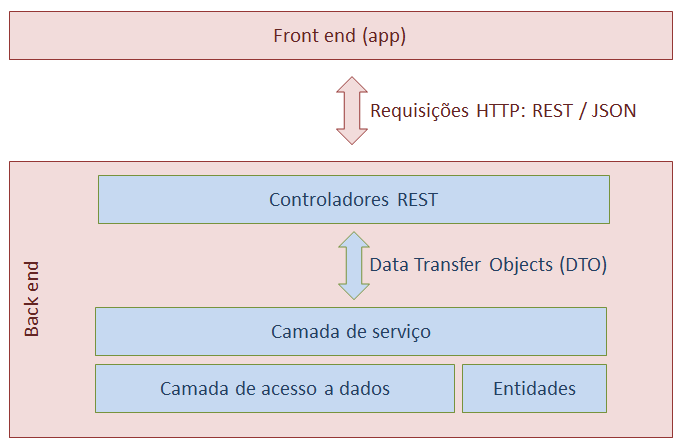 Front end (app)
Requisições HTTP: REST / JSON
Back end
Controladores REST
Data Transfer Objects (DTO)
Camada de serviço
Camada de acesso a dados
Entidades